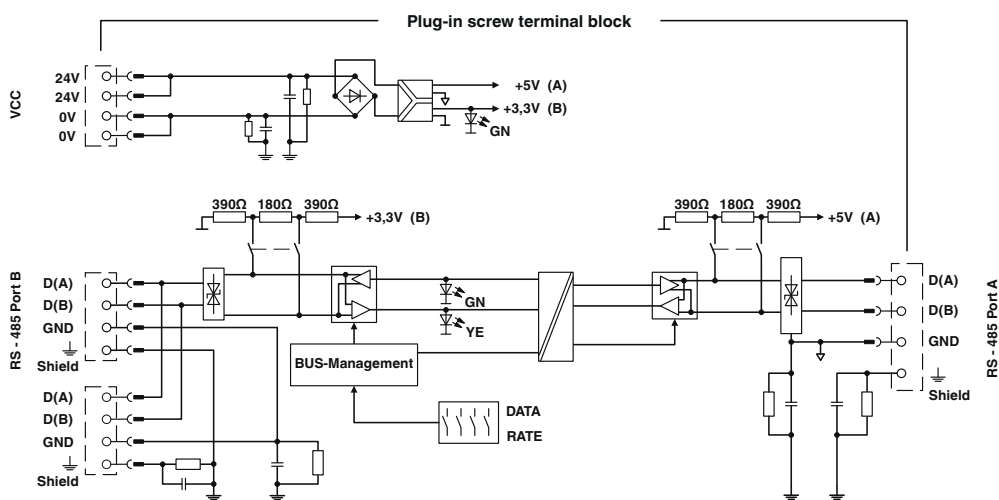 Plug-in screw terminal block
VCC
24V
24V
0V
0V
+5V (A)
+3,3V (B)
GN
390Ω 180Ω 390Ω
+3,3V (B)
390Ω 180Ω 390Ω
+5V (A)
RS - 485 Port B
D(A)
D(B)
GND
Shield
D(A)
D(B)
GND
Shield
GN
YE
BUS-Management
DATA
RATE
D(A)
D(B)
GND
Shield
RS - 485 Port A